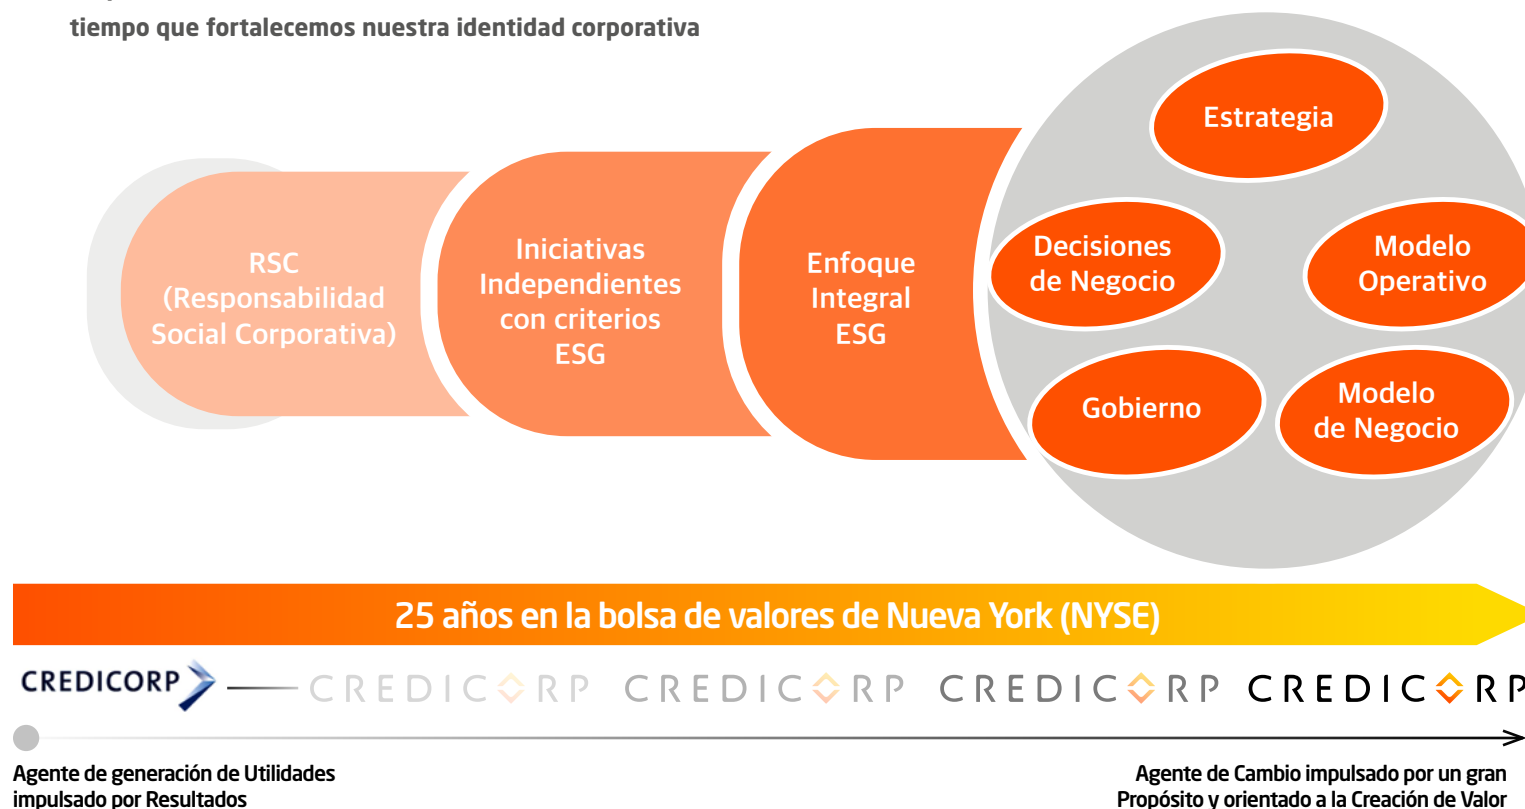 tiempo que fortalecemos nuestra identidad corporativa
RSC
(Responsabilidad
Social Corporativa)
Iniciativas
Independientes
con criterios
ESG
Enfoque
Integral
ESG
Estrategia
Decisiones
de Negocio
Modelo
Operativo
Gobierno
Modelo
de Negocio
25 años en la bolsa de valores de Nueva York (NYSE)
CREDICORP
CREDICORP
CREDICORP
CREDICORP
CREDICORP
Agente de generación de Utilidades
impulsado por Resultados
Agente de Cambio impulsado por un gran
Propósito y orientado a la Creación de Valor